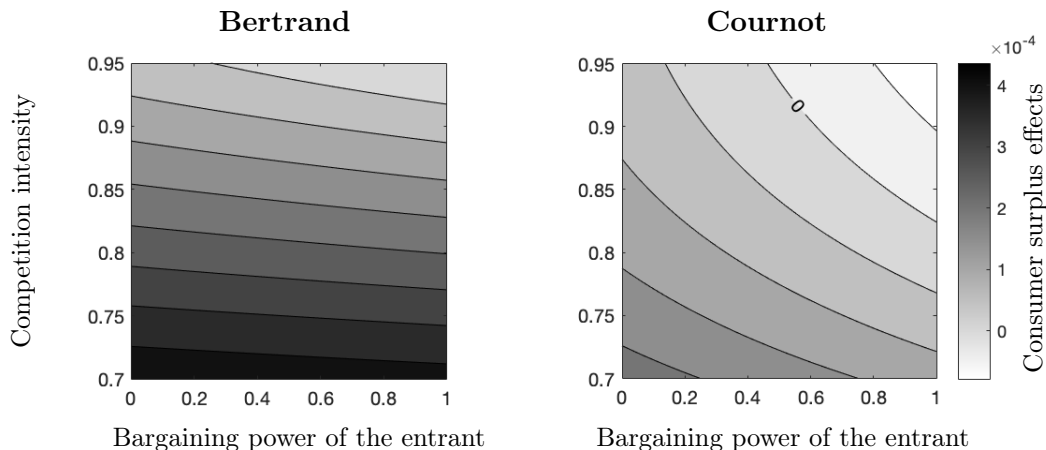 Bertrand
Competition intensity
0.95
0.9
0.85
0.8
0.75
0.7
0 0.2 0.4 0.6 0.8 1
Bargaining power of the entrant
Cournot
0.95
0.9
0.85
0.8
0.75
0.7
0
0 0.2 0.4 0.6 0.8 1
Bargaining power of the entrant
×10⁻⁴
4
3
2
1
0
Consumer surplus effects